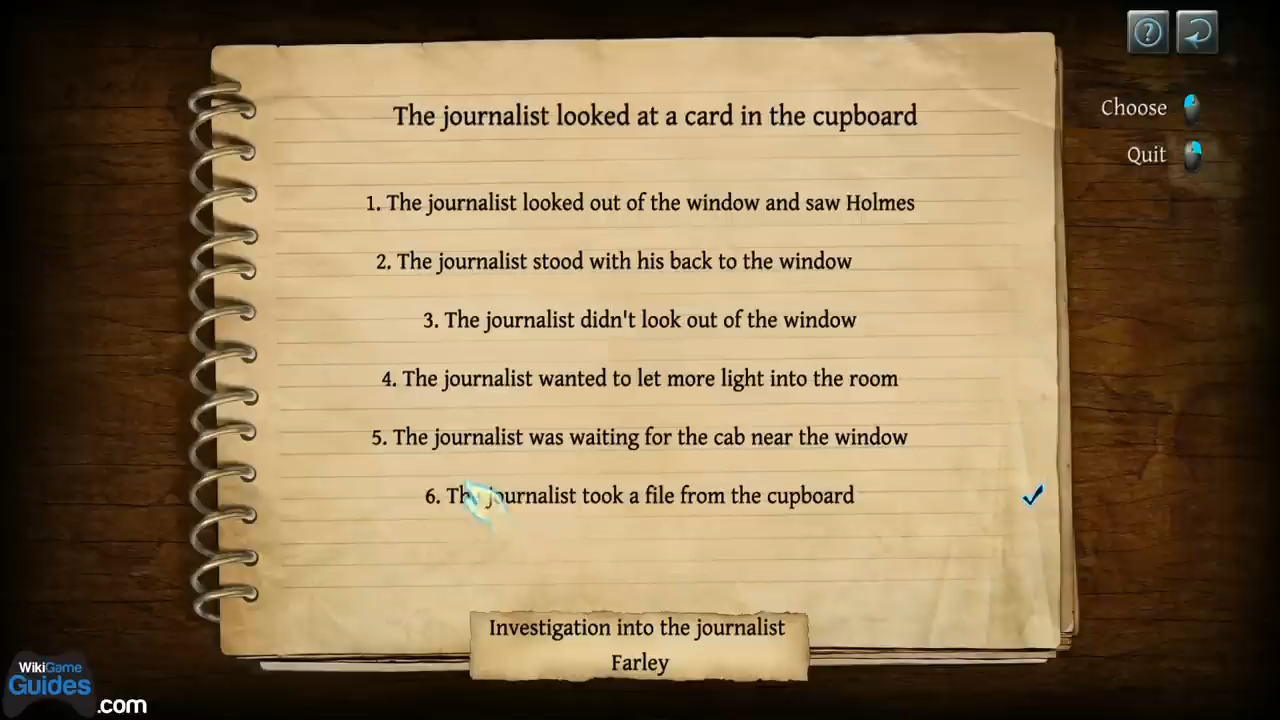 The journalist looked at a card in the cupboard
Choose
Quit
1. The journalist looked out of the window and saw Holmes
2. The journalist stood with his back to the window
3. The journalist didn't look out of the window
4. The journalist wanted to let more light into the room
5. The journalist was waiting for the cab near the window
6. The journalist took a file from the cupboard
Investigation into the journalist
Farley
WikiGame
Guides
.com
?